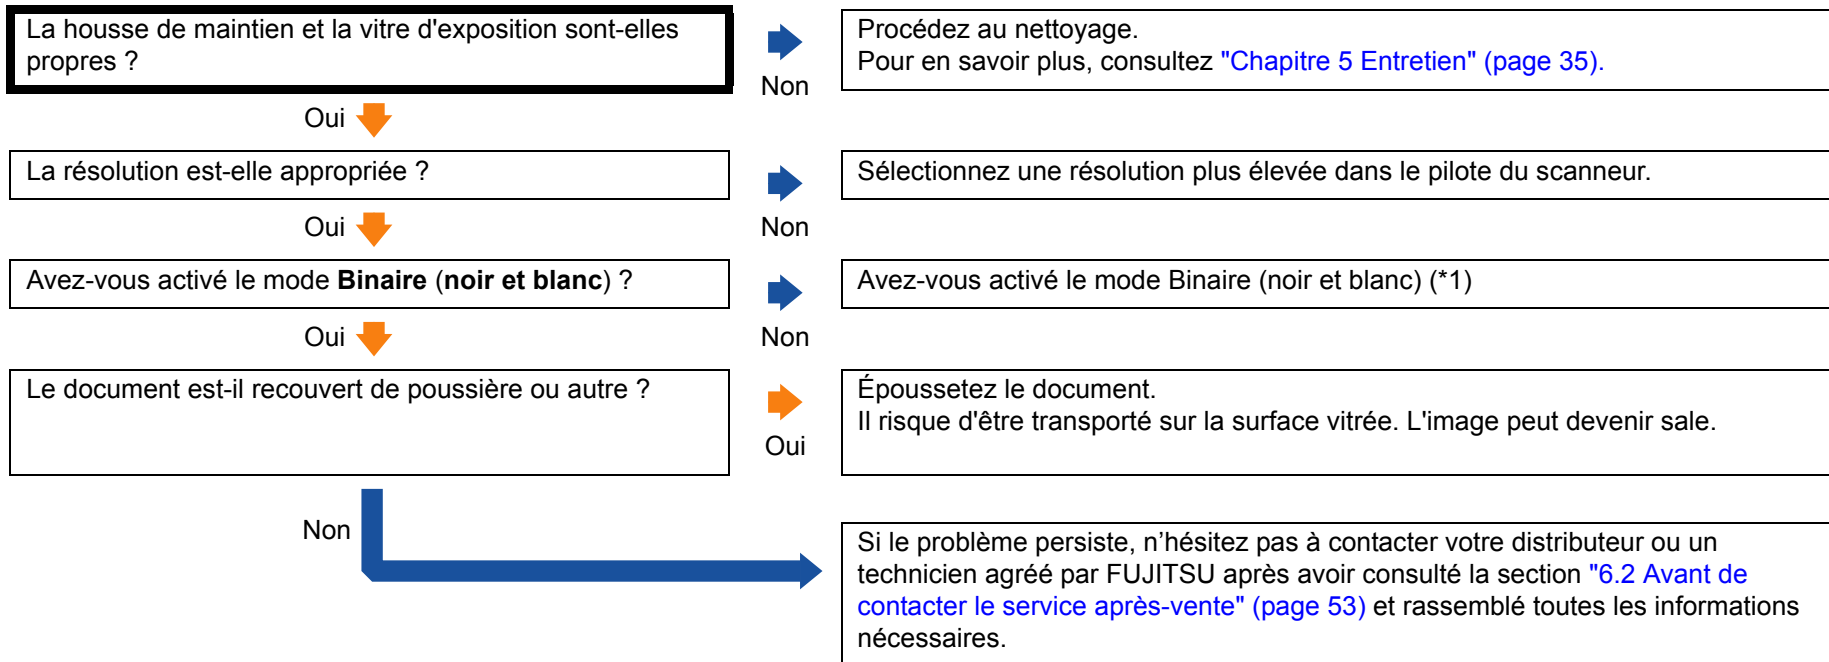 La housse de maintien et la vitre d'exposition sont-elles
propres ?
Non
Procédez au nettoyage.
Pour en savoir plus, consultez "Chapitre 5 Entretien" (page 35).
Oui
La résolution est-elle appropriée ?
Non
Sélectionnez une résolution plus élevée dans le pilote du scanneur.
Oui
Avez-vous activé le mode Binaire (noir et blanc) ?
Non
Avez-vous activé le mode Binaire (noir et blanc) (*1)
Oui
Le document est-il recouvert de poussière ou autre ?
Oui
Époussetez le document.
Il risque d'être transporté sur la surface vitrée. L'image peut devenir sale.
Non
Si le problème persiste, n’hésitez pas à contacter votre distributeur ou un
technicien agréé par FUJITSU après avoir consulté la section "6.2 Avant de
contacter le service après-vente" (page 53) et rassemblé toutes les informations
nécessaires.